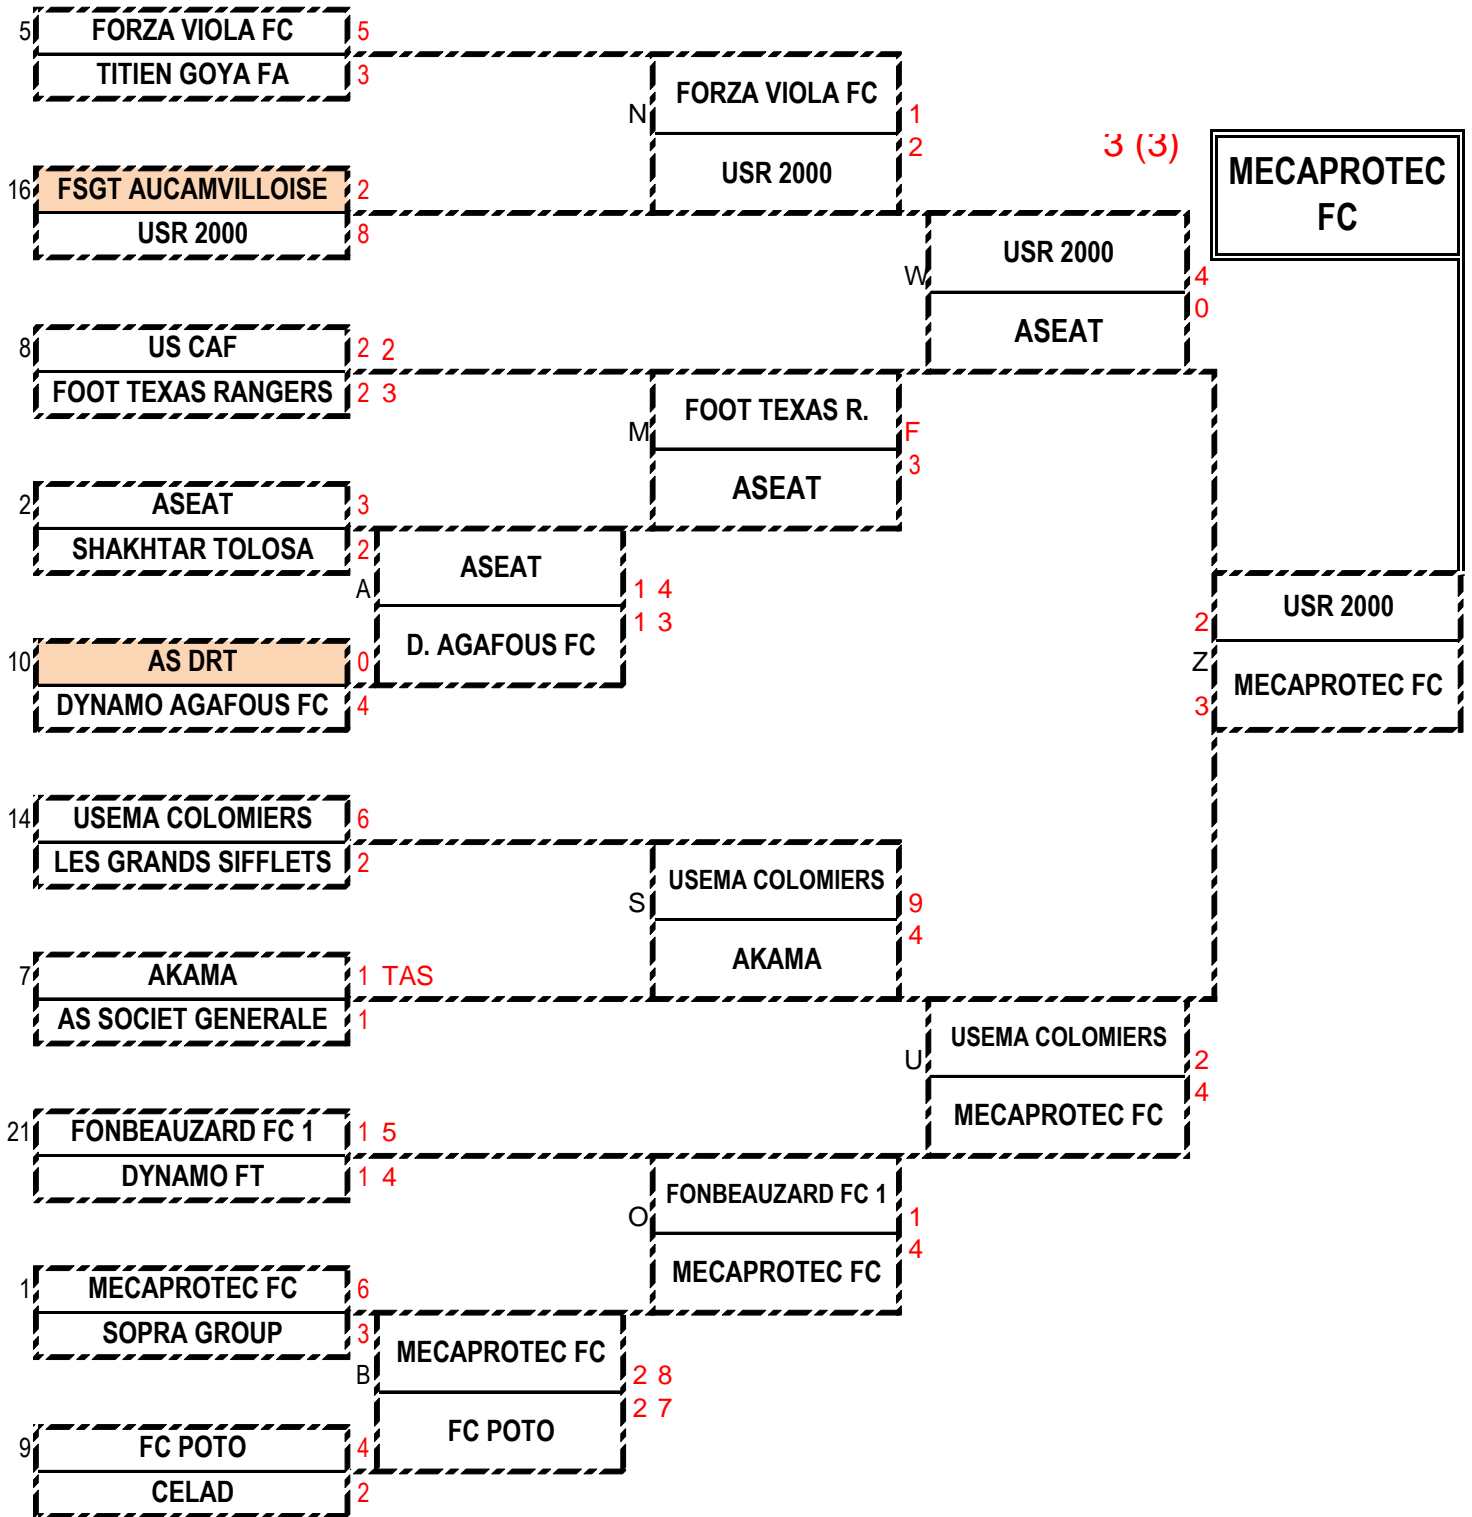 5 FORZA VIOLA FC 5
TITIEN GOYA FA 3
N FORZA VIOLA FC 1
USR 2000 2
3 (3)
MECAPROTEC
FC
16 FSGT AUCAMVILLOISE 2
USR 2000 8
W USR 2000 4
ASEAT 0
8 US CAF 2 2
FOOT TEXAS RANGERS 2 3
M FOOT TEXAS R. F
ASEAT 3
2 ASEAT 3
SHAKHTAR TOLOSA 2
A ASEAT 1 4
D. AGAFOUS FC 1 3
10 AS DRT 0
DYNAMO AGAFOUS FC 4
USR 2000 2
Z
MECAPROTEC FC 3
14 USEMA COLOMIERS 6
LES GRANDS SIFFLETS 2
S USEMA COLOMIERS 9
AKAMA 4
7 AKAMA 1 TAS
AS SOCIET GENERALE 1
U USEMA COLOMIERS 2
MECAPROTEC FC 4
21 FONBEAUZARD FC 1 1 5
DYNAMO FT 1 4
O FONBEAUZARD FC 1 1
MECAPROTEC FC 4
1 MECAPROTEC FC 6
SOPRA GROUP 3
B MECAPROTEC FC 2 8
FC POTO 2 7
9 FC POTO 4
CELAD 2